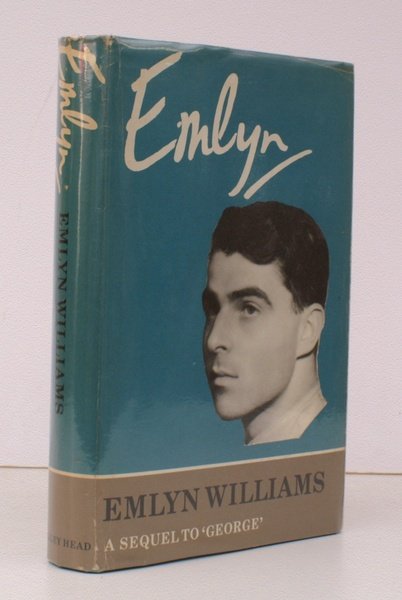 Emlyn
EMLYN WILLIAMS
A SEQUEL TO 'GEORGE'
Emlyn
EMLYN WILLIAMS
HEAD